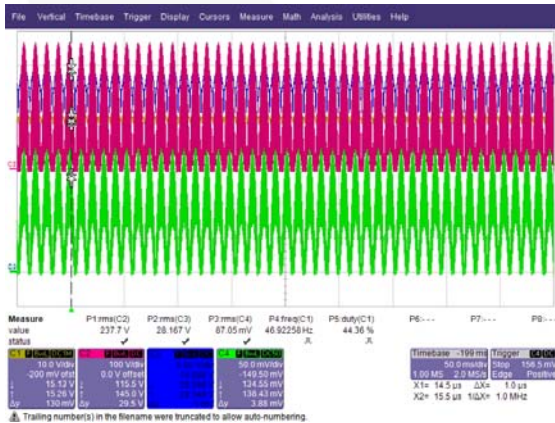 File Vertical Timebase Trigger Display Cursors Measure Math Analysis Utilities Help
Measure P1:rms(C2) P2:rms(C3) P3:rms(C4) P4:freq(C1) P5:duty(C1) P6:--- P7:--- P8:---
value 237.7 V 28.167 V 87.05 mV 46.92258 Hz 44.36 %
status
10.0 V/div 100 V/div 50.0 mV/div
-200 mV ofst 0.0 V offset -149.50 mV
↓ 15.13 V 115.5 V 134.55 mV
↑ 15.26 V 145.0 V 138.43 mV
Δy 130 mV 29.5 V 3.88 mV
Timebase -199 ms Trigger
50.0 ms/div Stop 156.5 mV
1.00 MS 2.0 MS/s Edge Positive
X1= 14.5 µs ΔX= 1.0 µs
X2= 15.5 µs 1/ΔX= 1.0 MHz
Trailing number(s) in the filename were truncated to allow auto-numbering.